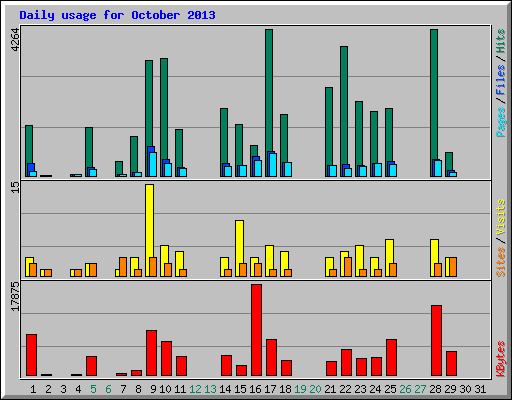 Daily usage for October 2013
4264
Pages / Files / Hits
15
Sites / Visits
17875
KBytes
1 2 3 4 5 6 7 8 9 10 11 12 13 14 15 16 17 18 19 20 21 22 23 24 25 26 27 28 29 30 31